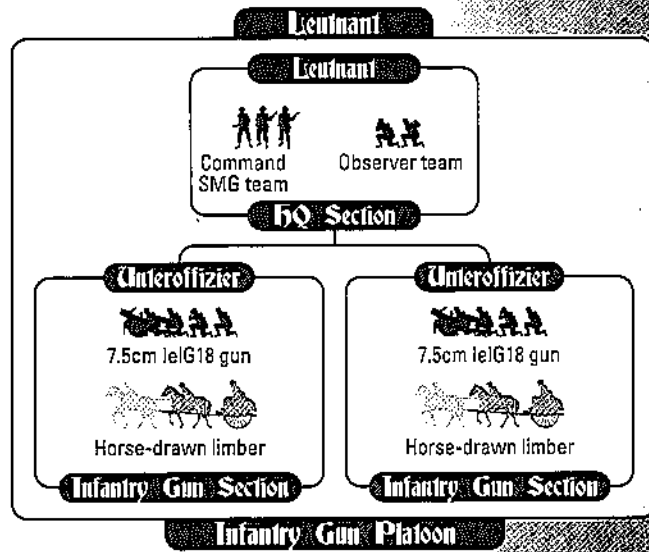 Leutnant
Leutnant
Command
SMG team
Observer team
HQ Section
Unteroffizier
Unteroffizier
7.5cm leIG18 gun
7.5cm leIG18 gun
Horse-drawn limber
Horse-drawn limber
Infantry Gun Section
Infantry Gun Section
Infantry Gun Platoon